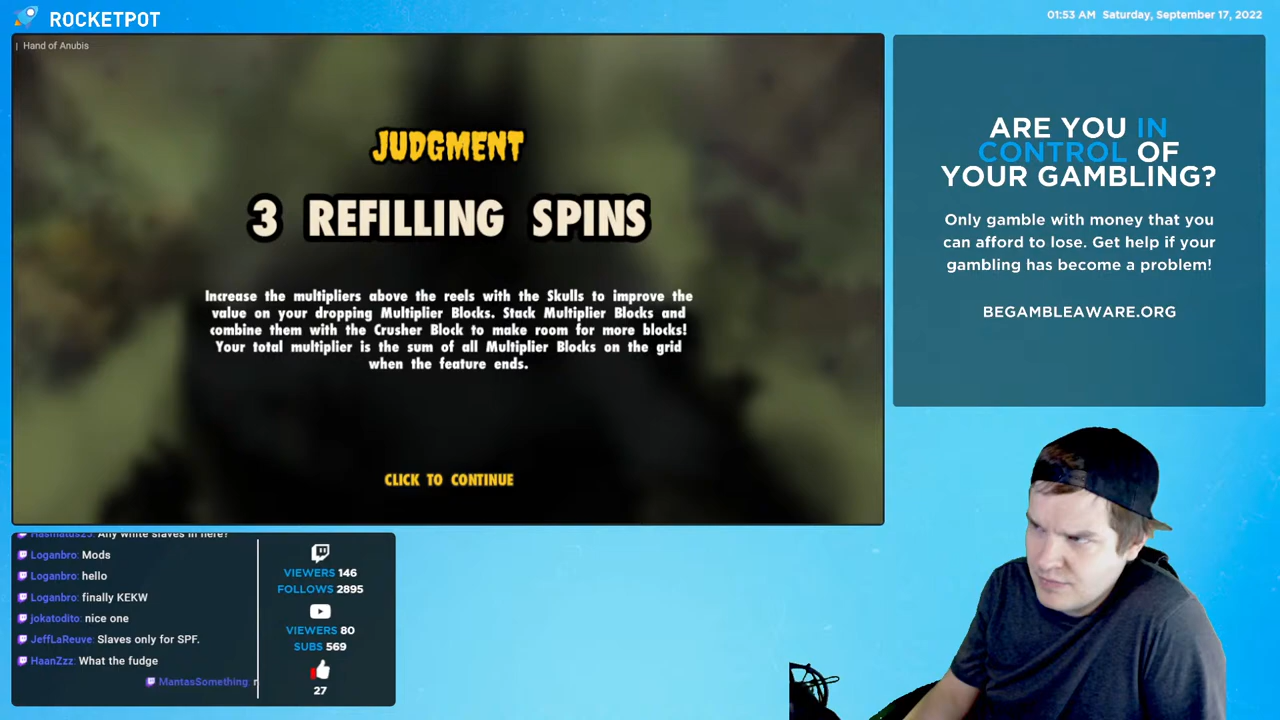 ROCKETPOT
01:53 AM Saturday, September 17, 2022
| Hand of Anubis
JUDGMENT
3 REFILLING SPINS
Increase the multipliers above the reels with the Skulls to improve the
value on your dropping Multiplier Blocks. Stack Multiplier Blocks and
combine them with the Crusher Block to make room for more blocks!
Your total multiplier is the sum of all Multiplier Blocks on the grid
when the feature ends.
CLICK TO CONTINUE
ARE YOU IN
CONTROL OF
YOUR GAMBLING?
Only gamble with money that you
can afford to lose. Get help if your
gambling has become a problem!
BEGAMBLEAWARE.ORG
Any white slaves in here?
Loganbro: Mods
Loganbro: hello
Loganbro: finally KEKW
jokatodito: nice one
JeffLaReuve: Slaves only for SPF.
HaanZzz: What the fudge
MantasSomething:
VIEWERS 146
FOLLOWS 2895
VIEWERS 80
SUBS 569
27